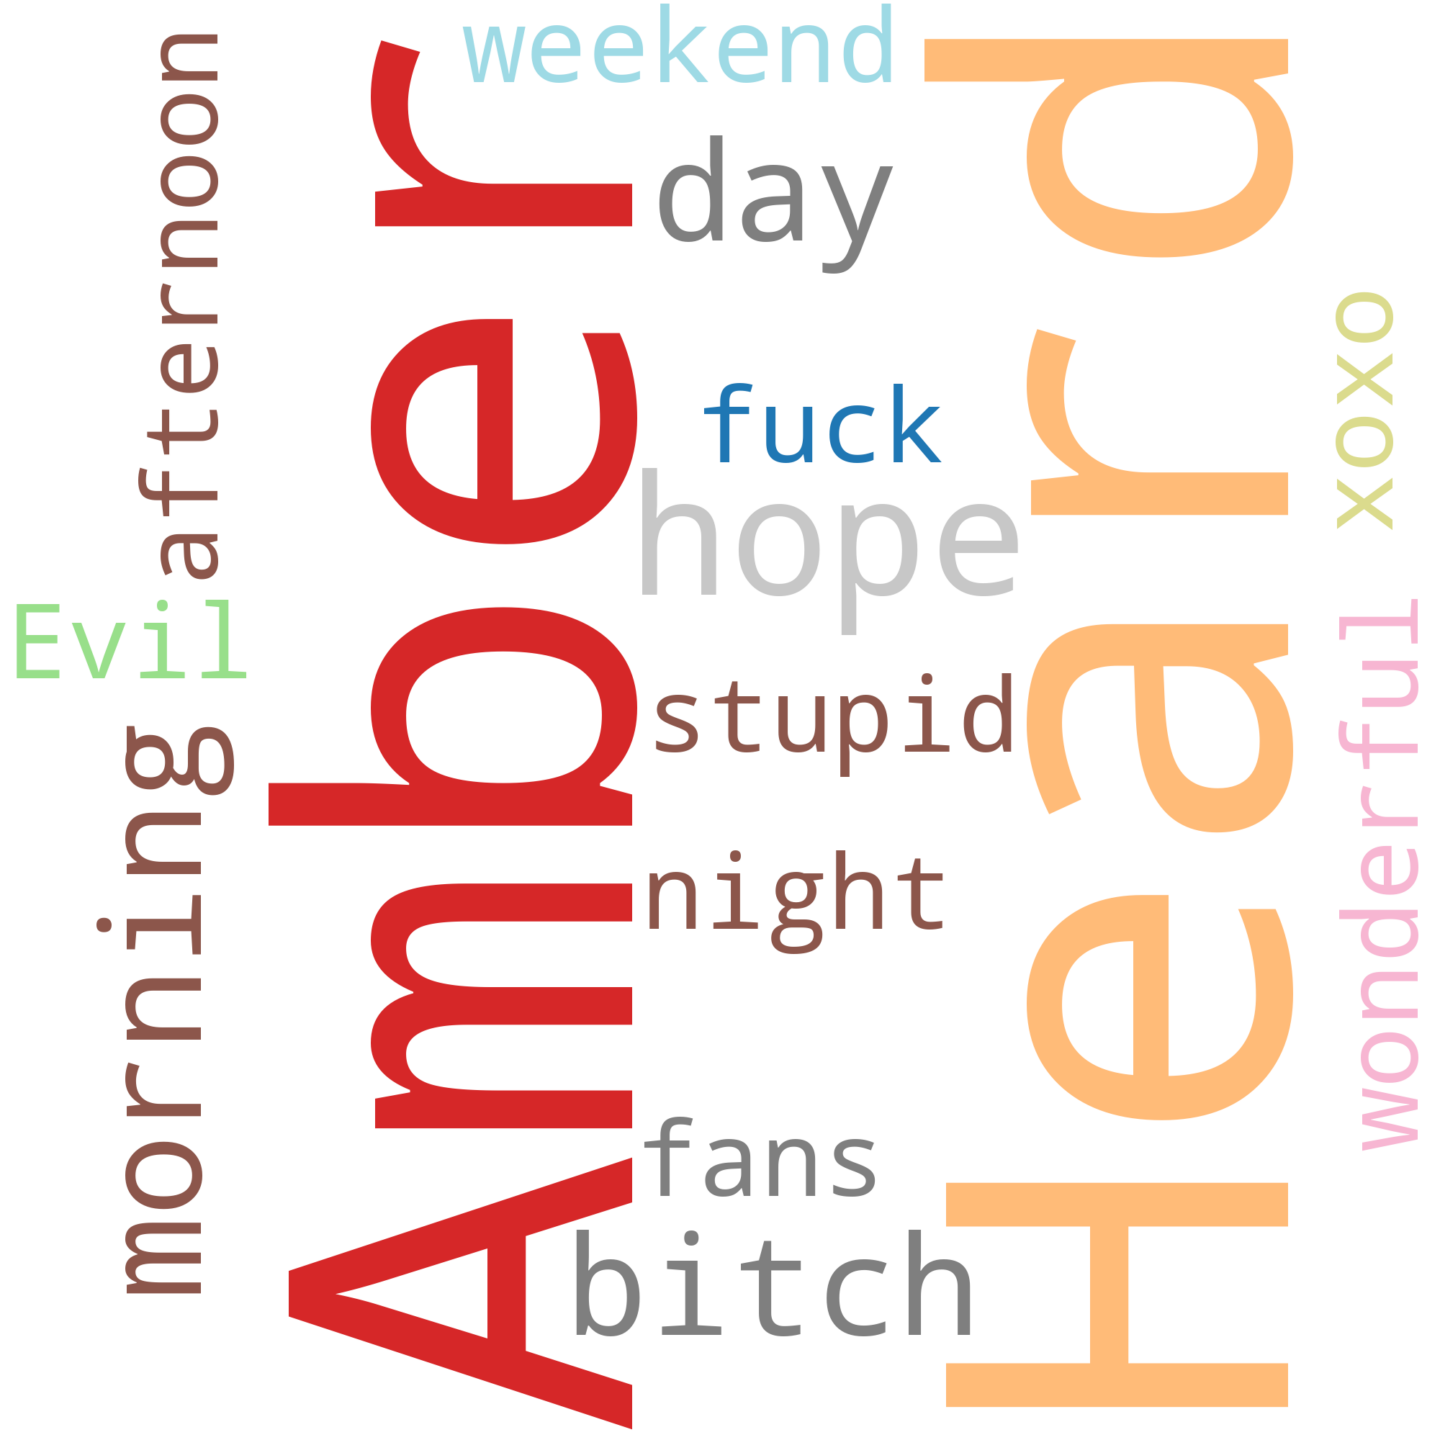 weekend
day
fuck
hope
stupid
night
fans
bitch
Evil
afternoon
morning
Amber
Heard
xoxo
wonderful